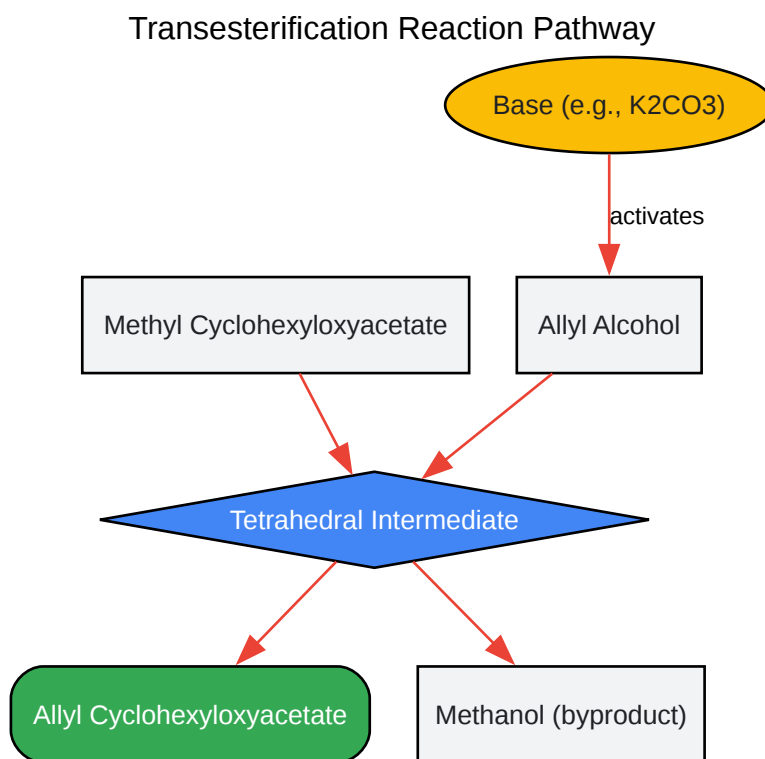 Transesterification Reaction Pathway
Base (e.g., K2CO3)
activates
Methyl Cyclohexyloxyacetate
Allyl Alcohol
Tetrahedral Intermediate
Allyl Cyclohexyloxyacetate
Methanol (byproduct)